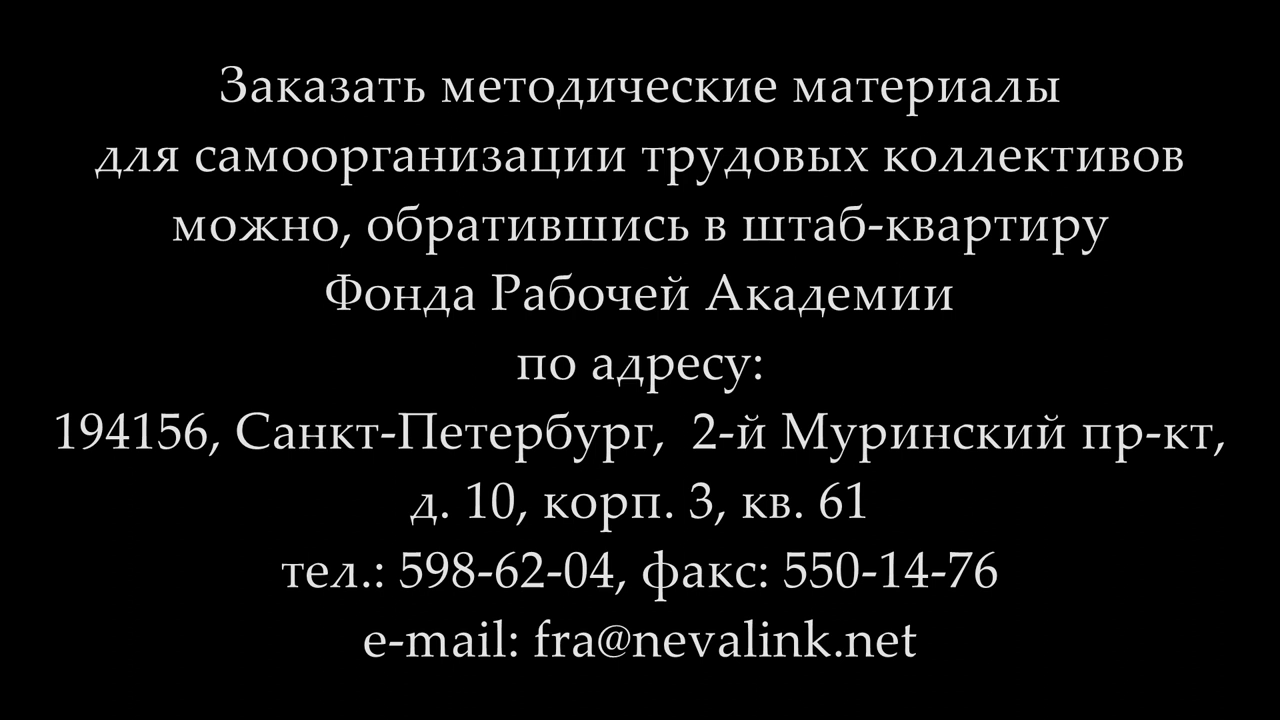 Заказать методические материалы
для самоорганизации трудовых коллективов
можно, обратившись в штаб-квартиру
Фонда Рабочей Академии
по адресу:
194156, Санкт-Петербург, 2-й Муринский пр-кт,
д. 10, корп. 3, кв. 61
тел.: 598-62-04, факс: 550-14-76
e-mail: fra@nevalink.net